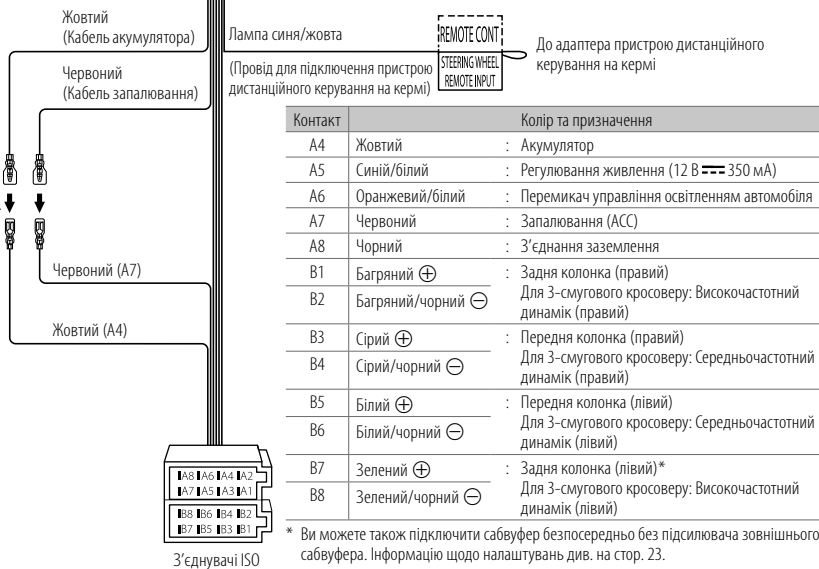 Жовтий
(Кабель акумулятора)
Червоний
(Кабель запалювання)
Лампа синя/жовта
(Провід для підключення пристрою
дистанційного керування на кермі)
REMOTE CONT
STEERING WHEEL
REMOTE INPUT
До адаптера пристрою дистанційного
керування на кермі
Червоний (A7)
Жовтий (A4)
A8 A6 A4 A2
A7 A5 A3 A1
B8 B6 B4 B2
B7 B5 B3 B1
З’єднувачі ISO
Контакт Колір та призначення
A4 Жовтий : Акумулятор
A5 Синій/білий : Регулювання живлення (12 В ⎓ 350 мА)
A6 Оранжевий/білий : Перемикач управління освітленням автомобіля
A7 Червоний : Запалювання (ACC)
A8 Чорний : З’єднання заземлення
B1 Багряний ⊕ : Задня колонка (правий)
B2 Багряний/чорний ⊖ Для 3-смугового кросоверу: Високочастотний
динамік (правий)
B3 Сірий ⊕ : Передня колонка (правий)
B4 Сірий/чорний ⊖ Для 3-смугового кросоверу: Середньочастотний
динамік (правий)
B5 Білий ⊕ : Передня колонка (лівий)
B6 Білий/чорний ⊖ Для 3-смугового кросоверу: Середньочастотний
динамік (лівий)
B7 Зелений ⊕ : Задня колонка (лівий)*
B8 Зелений/чорний ⊖ Для 3-смугового кросоверу: Високочастотний
динамік (лівий)
* Ви можете також підключити сабвуфер безпосередньо без підсилювача зовнішнього
сабвуфера. Інформацію щодо налаштувань див. на стор. 23.